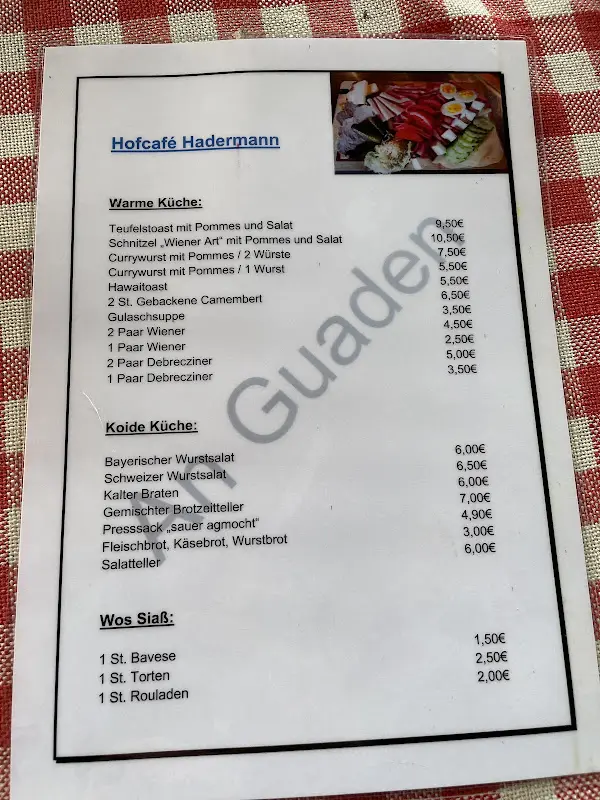 Hofcafé Hadermann
Warme Küche:
Teufelstoast mit Pommes und Salat 9,50€
Schnitzel „Wiener Art" mit Pommes und Salat 10,50€
Currywurst mit Pommes / 2 Würste 7,50€
Currywurst mit Pommes / 1 Wurst 5,50€
Hawaitoast 5,50€
2 St. Gebackene Camembert 6,50€
Gulaschsuppe 3,50€
2 Paar Wiener 4,50€
1 Paar Wiener 2,50€
2 Paar Debrecziner 5,00€
1 Paar Debrecziner 3,50€
An Guaden
Koide Küche:
Bayerischer Wurstsalat 6,00€
Schweizer Wurstsalat 6,50€
Kalter Braten 6,00€
Gemischter Brotzeitteller 7,00€
Presssack „sauer agmocht" 4,90€
Fleischbrot, Käsebrot, Wurstbrot 3,00€
Salatteller 6,00€
Wos Siaß:
1 St. Bavese 1,50€
1 St. Torten 2,50€
1 St. Rouladen 2,00€